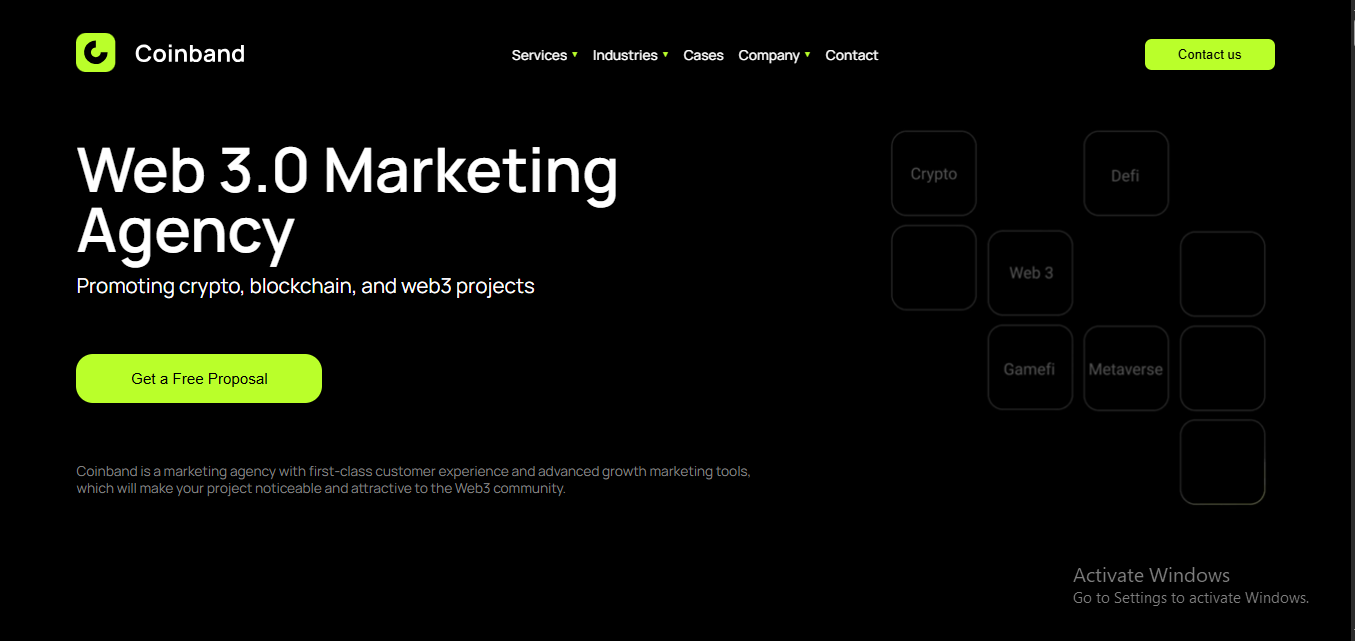 Coinband
Services ▼ Industries ▼ Cases Company ▼ Contact
Contact us
Web 3.0 Marketing
Agency
Promoting crypto, blockchain, and web3 projects
Get a Free Proposal
Coinband is a marketing agency with first-class customer experience and advanced growth marketing tools,
which will make your project noticeable and attractive to the Web3 community.
Crypto
Defi
Web 3
Gamefi
Metaverse
Activate Windows
Go to Settings to activate Windows.